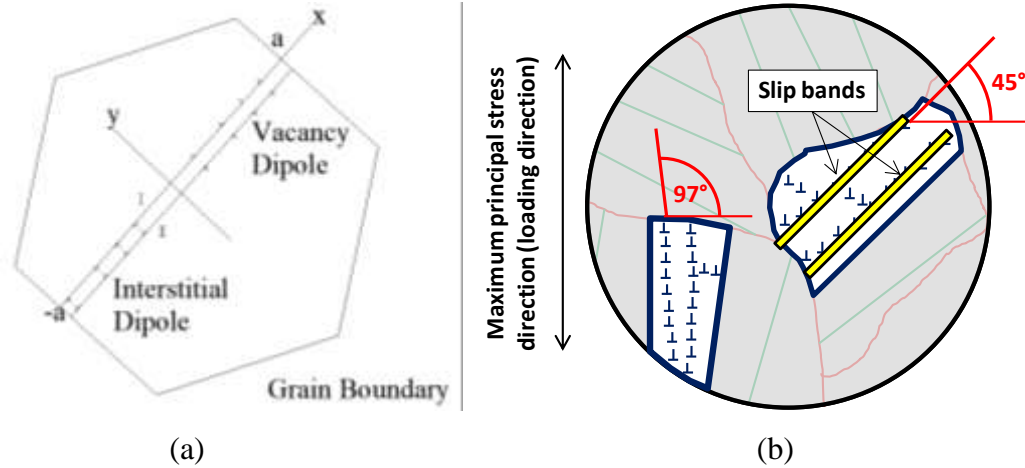 x
a
y
Vacancy
Dipole
Interstitial
Dipole
-a
Grain Boundary
(a)
Maximum principal stress
direction (loading direction)
Slip bands
45°
97°
(b)